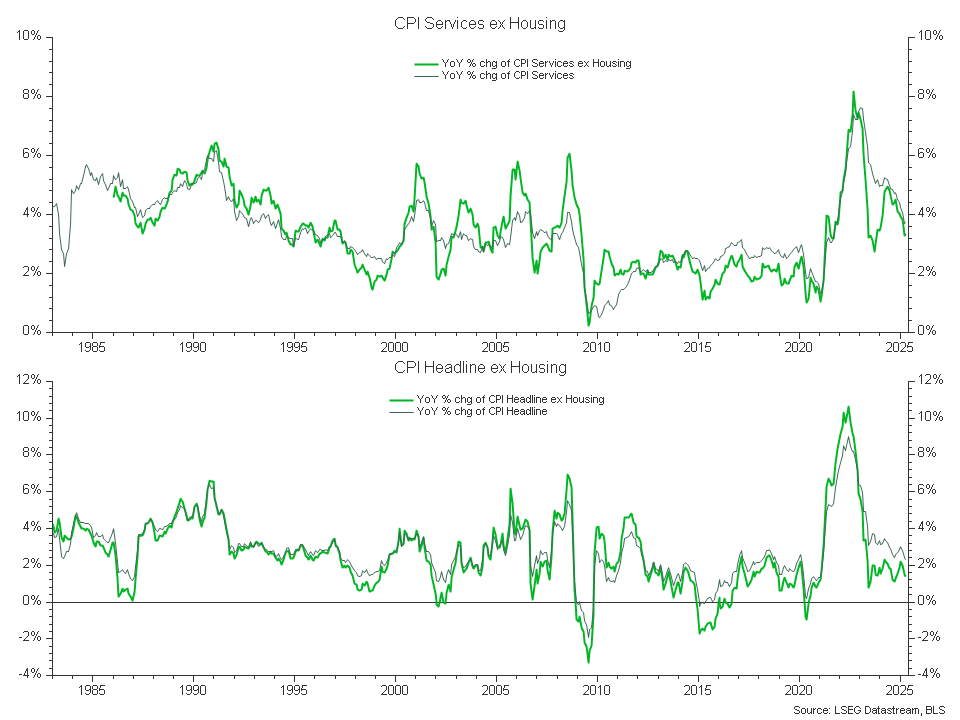 CPI Services ex Housing
10% 10%
YoY % chg of CPI Services ex Housing
YoY % chg of CPI Services
8% 8%
6% 6%
4% 4%
2% 2%
0% 0%
1985 1990 1995 2000 2005 2010 2015 2020 2025
CPI Headline ex Housing
12% 12%
YoY % chg of CPI Headline ex Housing
YoY % chg of CPI Headline
10% 10%
8% 8%
6% 6%
4% 4%
2% 2%
0% 0%
-2% -2%
-4% -4%
1985 1990 1995 2000 2005 2010 2015 2020 2025
Source: LSEG Datastream, BLS